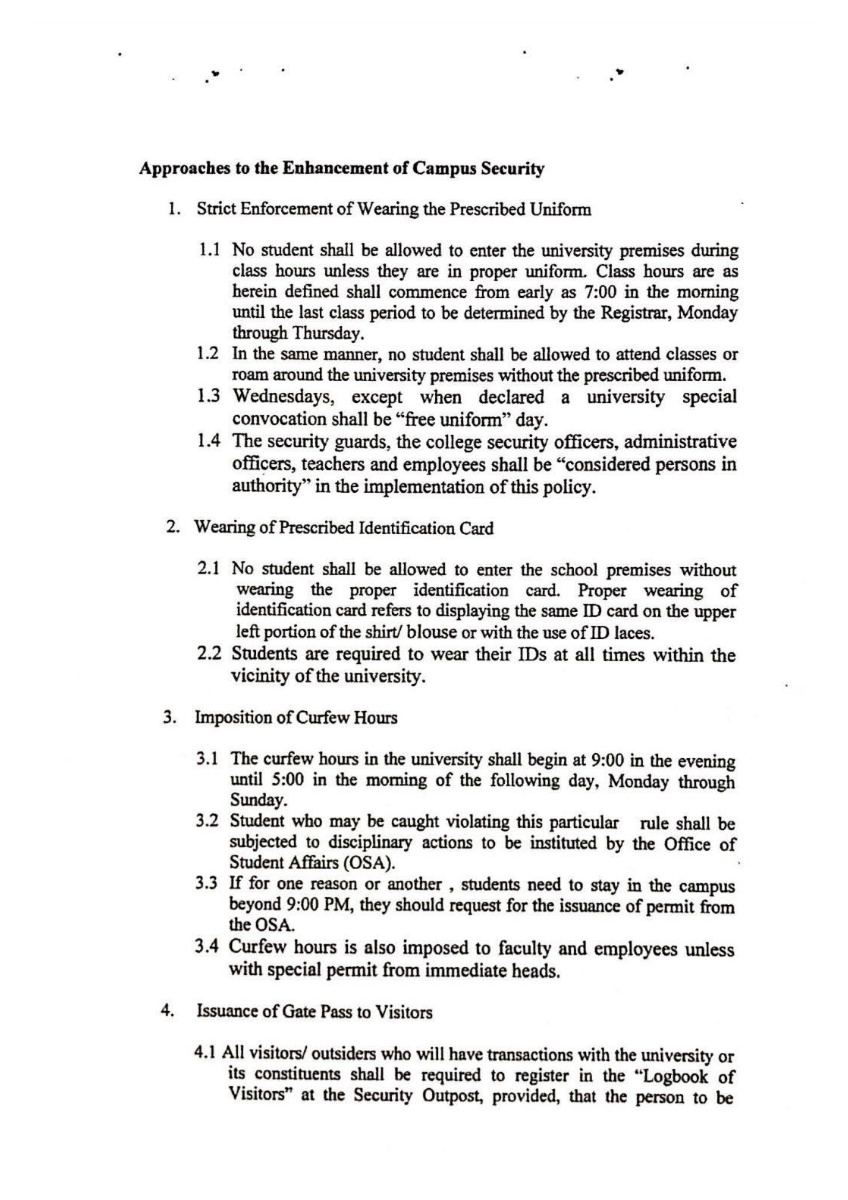 Approaches to the Enhancement of Campus Security
1. Strict Enforcement of Wearing the Prescribed Uniform
1.1 No student shall be allowed to enter the university premises during
class hours unless they are in proper uniform. Class hours are as
herein defined shall commence from early as 7:00 in the morning
until the last class period to be determined by the Registrar, Monday
through Thursday.
1.2 In the same manner, no student shall be allowed to attend classes or
roam around the university premises without the prescribed uniform.
1.3 Wednesdays, except when declared a university special
convocation shall be “free uniform” day.
1.4 The security guards, the college security officers, administrative
officers, teachers and employees shall be “considered persons in
authority” in the implementation of this policy.
2. Wearing of Prescribed Identification Card
2.1 No student shall be allowed to enter the school premises without
wearing the proper identification card. Proper wearing of
identification card refers to displaying the same ID card on the upper
left portion of the shirt/ blouse or with the use of ID laces.
2.2 Students are required to wear their IDs at all times within the
vicinity of the university.
3. Imposition of Curfew Hours
3.1 The curfew hours in the university shall begin at 9:00 in the evening
until 5:00 in the morning of the following day, Monday through
Sunday.
3.2 Student who may be caught violating this particular rule shall be
subjected to disciplinary actions to be instituted by the Office of
Student Affairs (OSA).
3.3 If for one reason or another , students need to stay in the campus
beyond 9:00 PM, they should request for the issuance of permit from
the OSA.
3.4 Curfew hours is also imposed to faculty and employees unless
with special permit from immediate heads.
4. Issuance of Gate Pass to Visitors
4.1 All visitors/ outsiders who will have transactions with the university or
its constituents shall be required to register in the “Logbook of
Visitors” at the Security Outpost, provided, that the person to be